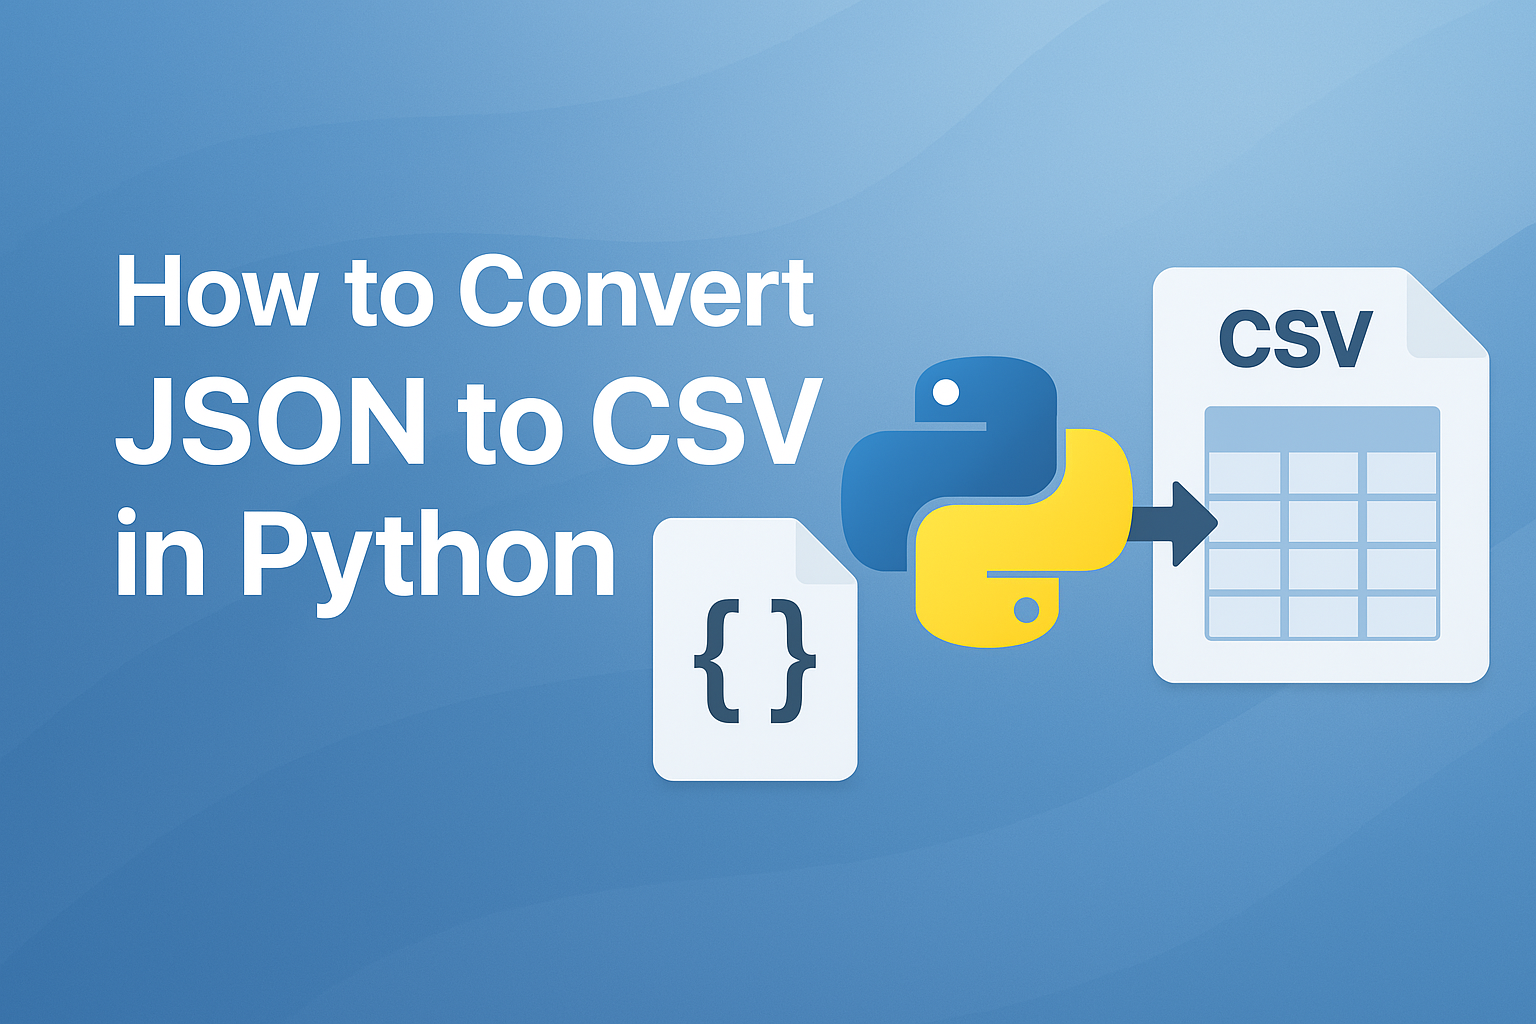 How to Convert
JSON to CSV
in Python
{ }
CSV